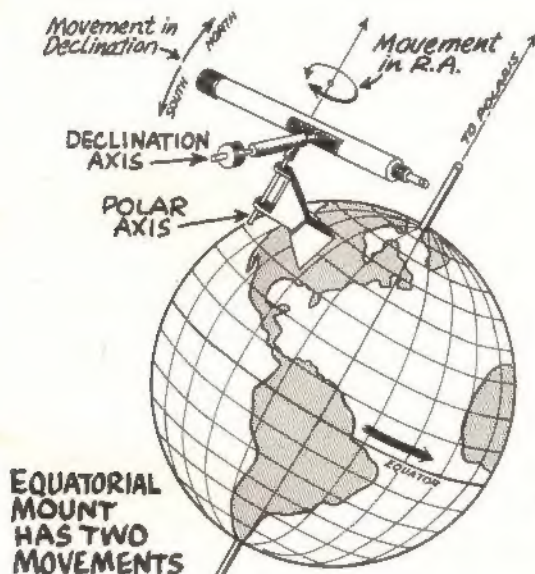 Movement in
Declination
NORTH
SOUTH
Movement
in R.A.
TO POLARIS
DECLINATION
AXIS
POLAR
AXIS
EQUATOR
EQUATORIAL
MOUNT
HAS TWO
MOVEMENTS